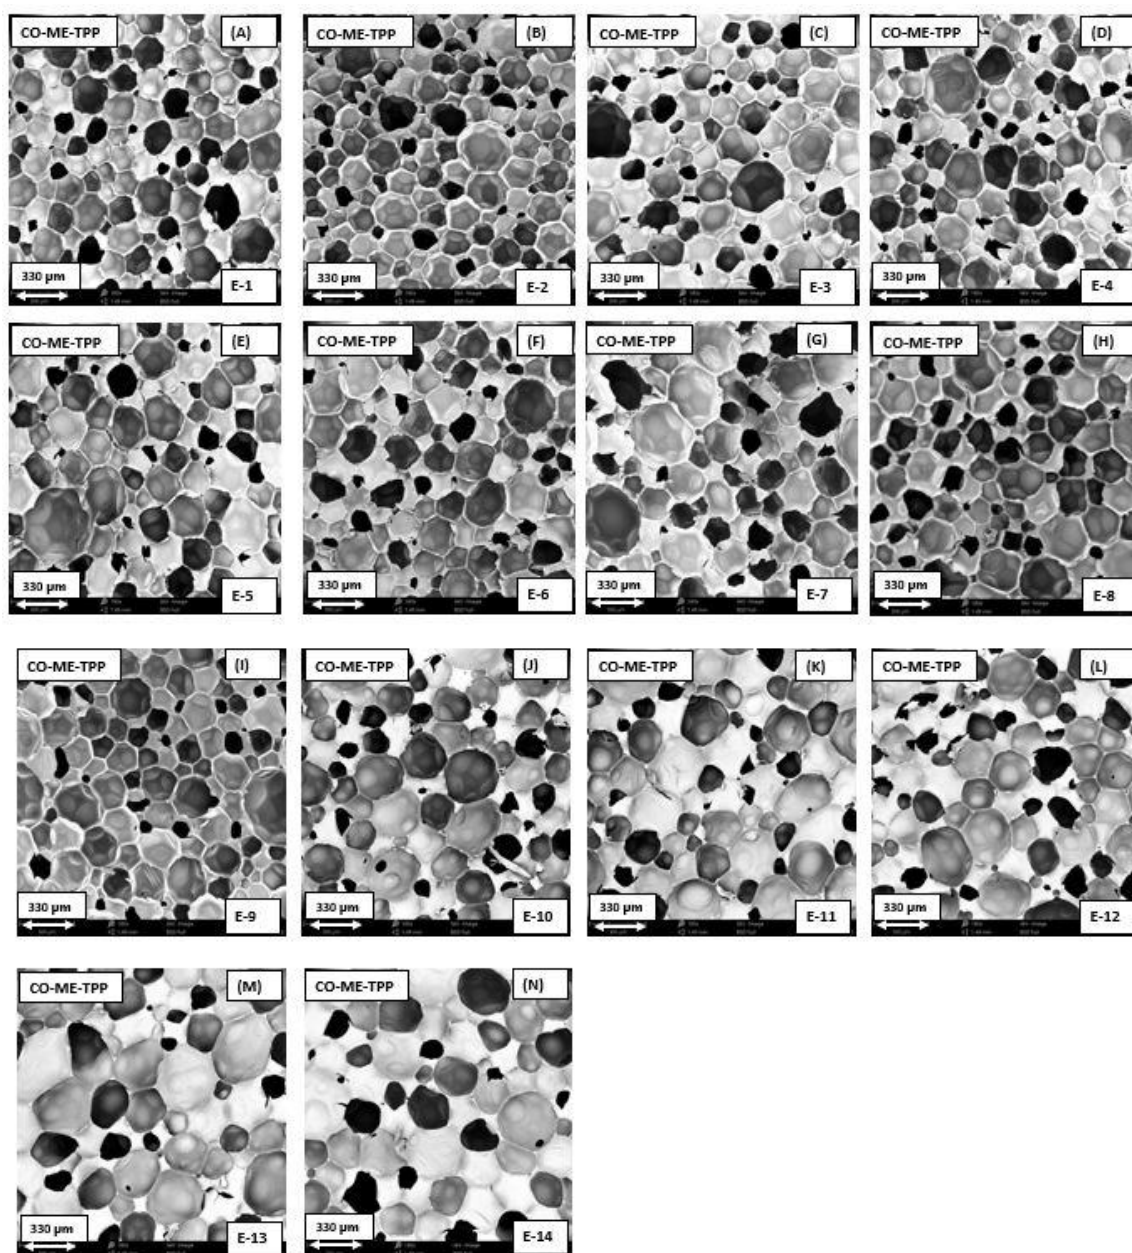 CO-ME-TPP (A)
330 µm
E-1
CO-ME-TPP (B)
330 µm
E-2
CO-ME-TPP (C)
330 µm
E-3
CO-ME-TPP (D)
330 µm
E-4
CO-ME-TPP (E)
330 µm
E-5
CO-ME-TPP (F)
330 µm
E-6
CO-ME-TPP (G)
330 µm
E-7
CO-ME-TPP (H)
330 µm
E-8
CO-ME-TPP (I)
330 µm
E-9
CO-ME-TPP (J)
330 µm
E-10
CO-ME-TPP (K)
330 µm
E-11
CO-ME-TPP (L)
330 µm
E-12
CO-ME-TPP (M)
330 µm
E-13
CO-ME-TPP (N)
330 µm
E-14